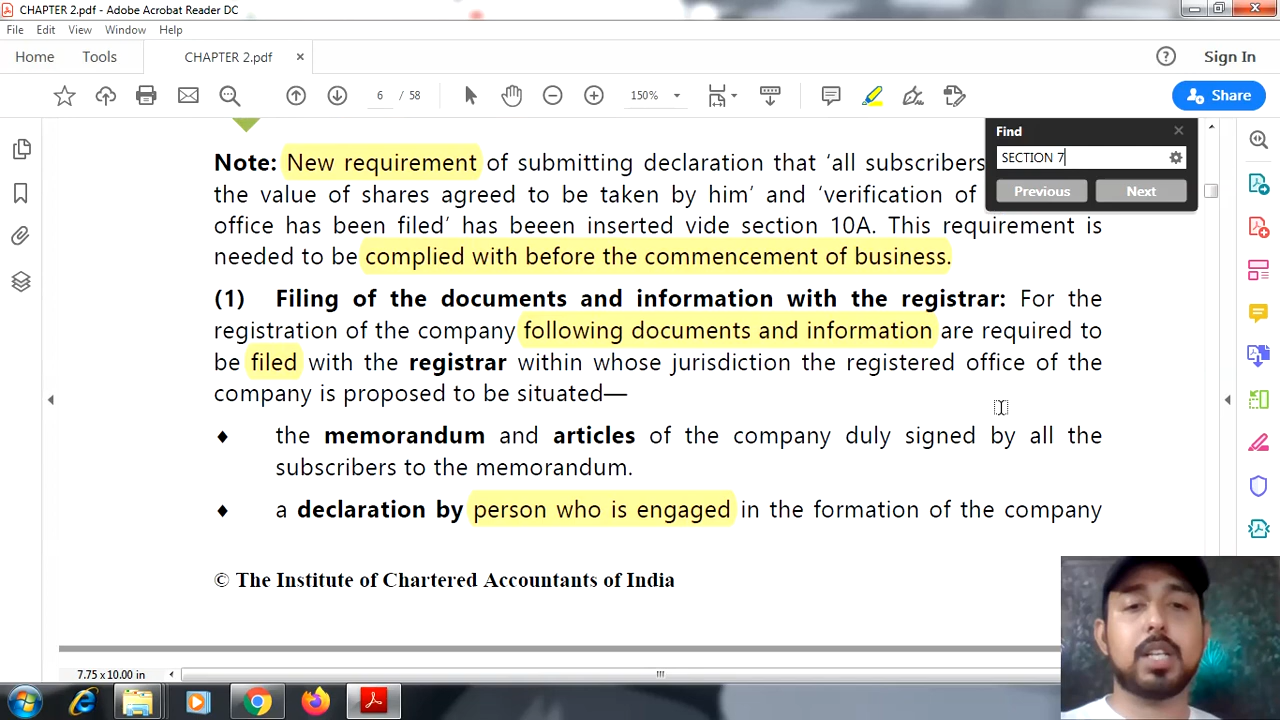 CHAPTER 2.pdf - Adobe Acrobat Reader DC
File Edit View Window Help
Home Tools CHAPTER 2.pdf × Sign In
6 / 58 150% Share
Find
SECTION 7
Previous Next
Note: New requirement of submitting declaration that ‘all subscribers
the value of shares agreed to be taken by him’ and ‘verification of
office has been filed’ has beeen inserted vide section 10A. This requirement is
needed to be complied with before the commencement of business.
(1) Filing of the documents and information with the registrar: For the
registration of the company following documents and information are required to
be filed with the registrar within whose jurisdiction the registered office of the
company is proposed to be situated—
♦ the memorandum and articles of the company duly signed by all the
subscribers to the memorandum.
♦ a declaration by person who is engaged in the formation of the company
© The Institute of Chartered Accountants of India
7.75 x 10.00 in